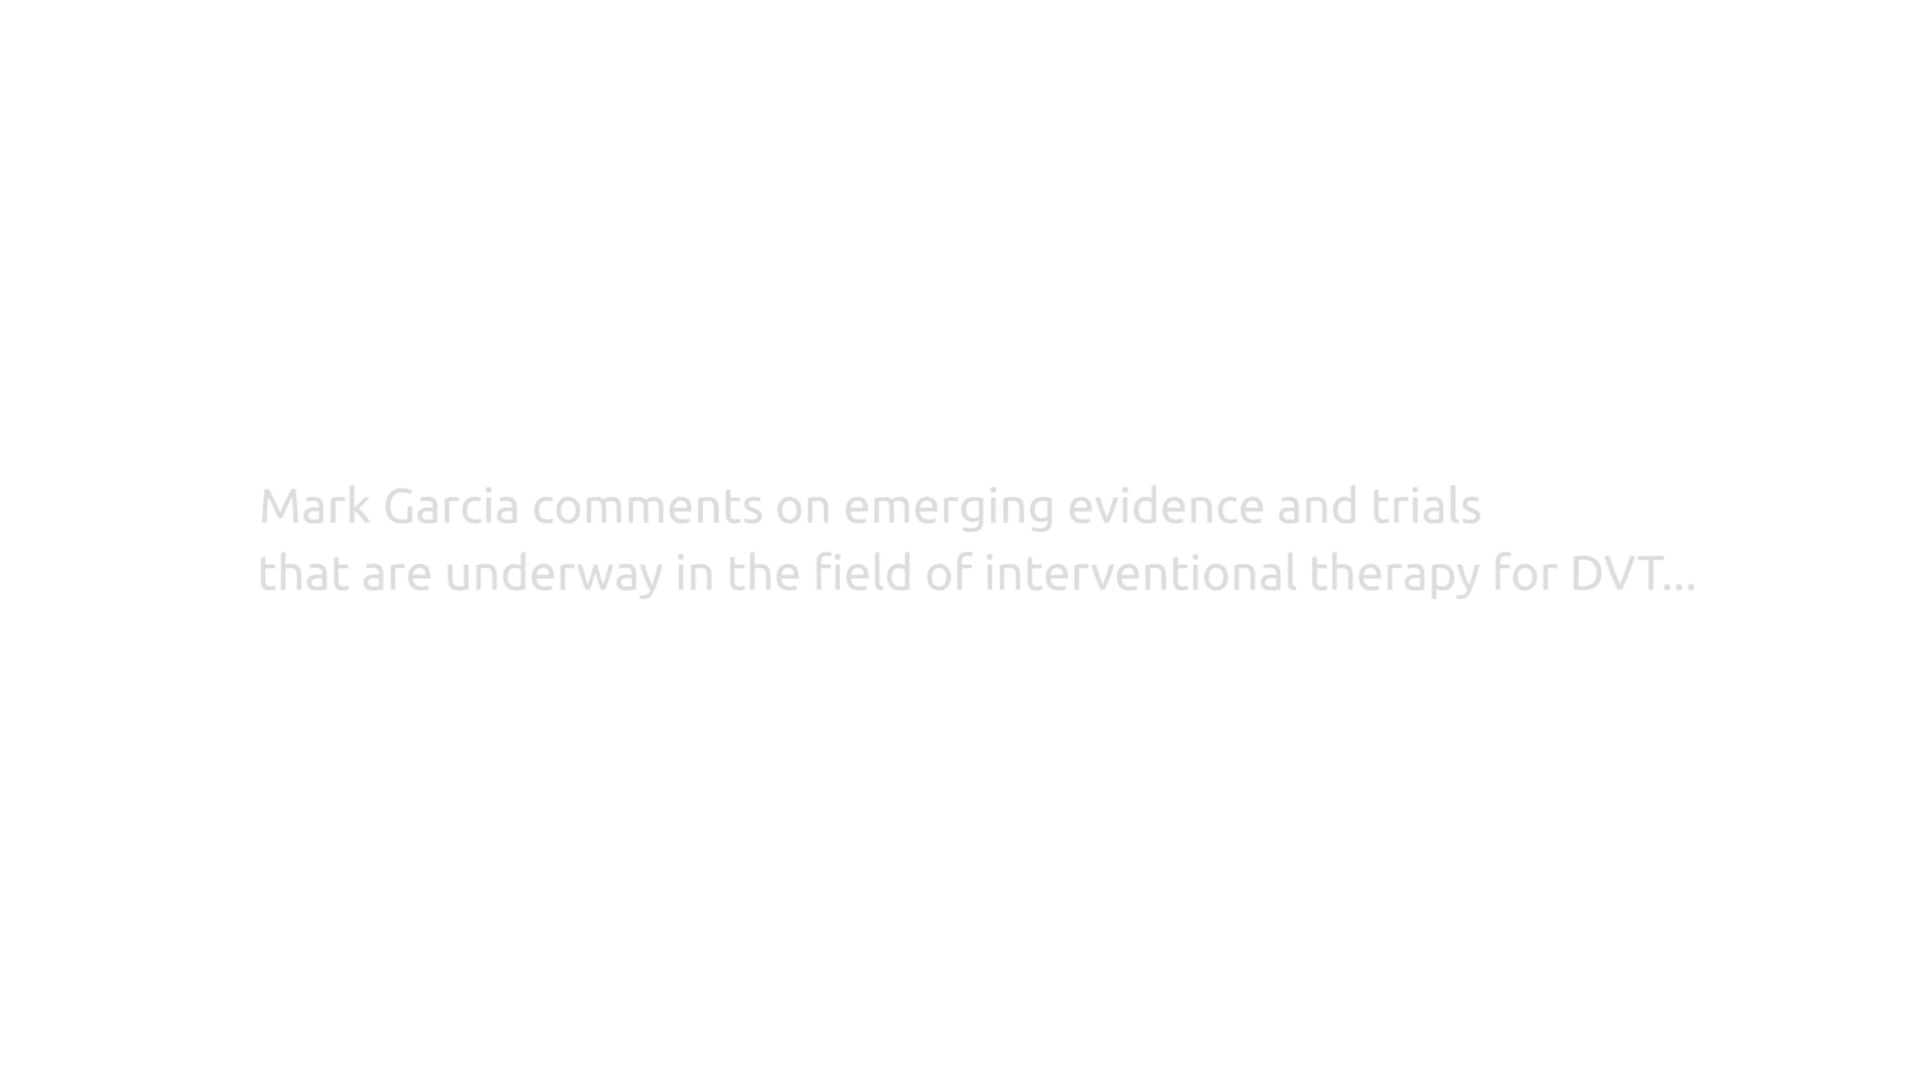 Mark Garcia comments on emerging evidence and trials
that are underway in the field of interventional therapy for DVT...